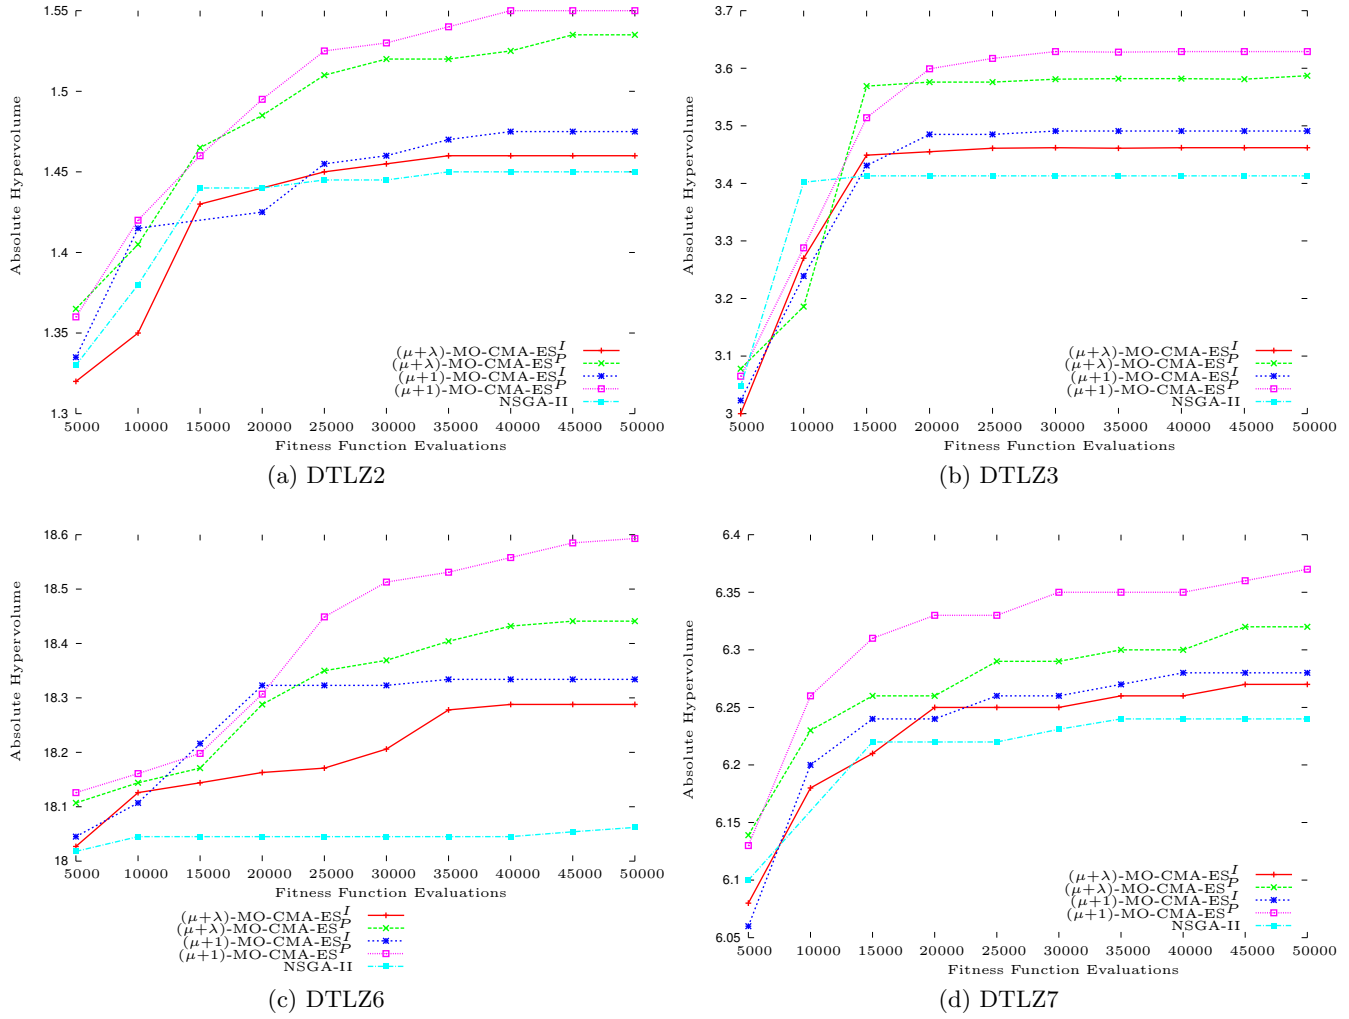 1.55
1.5
1.45
1.4
1.35
1.3
Absolute Hypervolume
(μ+λ)-MO-CMA-ES^I
(μ+λ)-MO-CMA-ES^P
(μ+1)-MO-CMA-ES^I
(μ+1)-MO-CMA-ES^P
NSGA-II
5000 10000 15000 20000 25000 30000 35000 40000 45000 50000
Fitness Function Evaluations
(a) DTLZ2
3.7
3.6
3.5
3.4
3.3
3.2
3.1
3
Absolute Hypervolume
(μ+λ)-MO-CMA-ES^I
(μ+λ)-MO-CMA-ES^P
(μ+1)-MO-CMA-ES^I
(μ+1)-MO-CMA-ES^P
NSGA-II
5000 10000 15000 20000 25000 30000 35000 40000 45000 50000
Fitness Function Evaluations
(b) DTLZ3
18.6
18.5
18.4
18.3
18.2
18.1
18
Absolute Hypervolume
5000 10000 15000 20000 25000 30000 35000 40000 45000 50000
Fitness Function Evaluations
(μ+λ)-MO-CMA-ES^I
(μ+λ)-MO-CMA-ES^P
(μ+1)-MO-CMA-ES^I
(μ+1)-MO-CMA-ES^P
NSGA-II
(c) DTLZ6
6.4
6.35
6.3
6.25
6.2
6.15
6.1
6.05
Absolute Hypervolume
(μ+λ)-MO-CMA-ES^I
(μ+λ)-MO-CMA-ES^P
(μ+1)-MO-CMA-ES^I
(μ+1)-MO-CMA-ES^P
NSGA-II
5000 10000 15000 20000 25000 30000 35000 40000 45000 50000
Fitness Function Evaluations
(d) DTLZ7